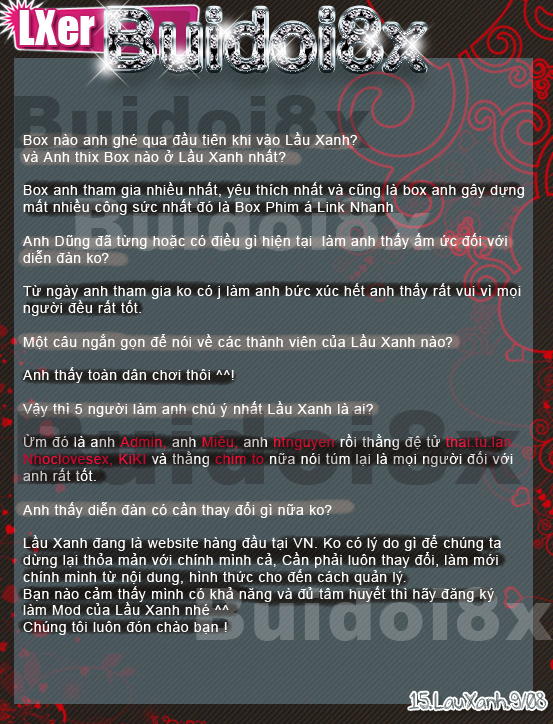 LXer
Buidoi8x
Buidoi8x
Box nào anh ghé qua đầu tiên khi vào Lầu Xanh?
và Anh thix Box nào ở Lầu Xanh nhất?
Box anh tham gia nhiều nhất, yêu thích nhất và cũng là box anh gây dựng
mất nhiều công sức nhất đó là Box Phim á Link Nhanh
Buidoi8x
Anh Dũng đã từng hoặc có điều gì hiện tại làm anh thấy ấm ức đối với
diễn đàn ko?
Từ ngày anh tham gia ko có j làm anh bức xúc hết anh thấy rất vui vì mọi
người đều rất tốt.
Một câu ngắn gọn để nói về các thành viên của Lầu Xanh nào?
Anh thấy toàn dân chơi thôi ^^!
Vậy thì 5 người làm anh chú ý nhất Lầu Xanh là ai?
Buidoi8x
Ừm đó là anh Admin, anh Miêu, anh htnguyen rồi thằng đệ tử thai.tu.lan,
Nhoclovesex, KIKI và thằng chim to nữa nói túm lại là mọi người đối với
anh rất tốt.
Anh thấy diễn đàn có cần thay đổi gì nữa ko?
Lầu Xanh đang là website hàng đầu tại VN. Ko có lý do gì để chúng ta
dừng lại thỏa mản với chính mình cả, Cần phải luôn thay đổi, làm mới
chính mình từ nội dung, hình thức cho đến cách quản lý.
Bạn nào cảm thấy mình có khả năng và đủ tâm huyết thì hãy đăng ký
làm Mod của Lầu Xanh nhé ^^
Chúng tôi luôn đón chào bạn !
Buidoi8x
15.LauXanh.9/08